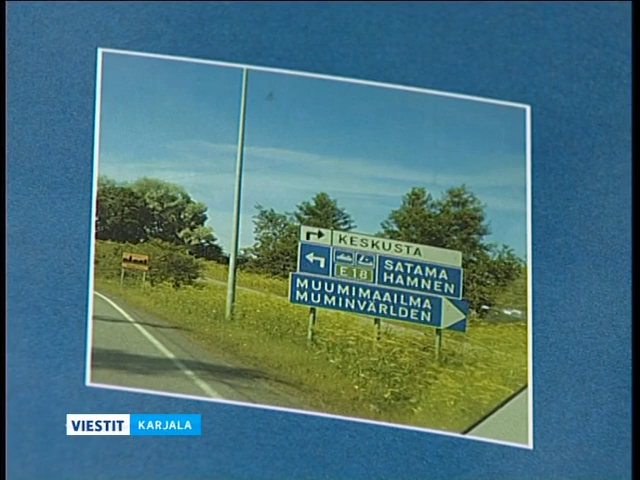 KESKUSTA
E18
SATAMA
HAMNEN
MUUMIMAAILMA
MUMINVÄRLDEN
VIESTIT KARJALA